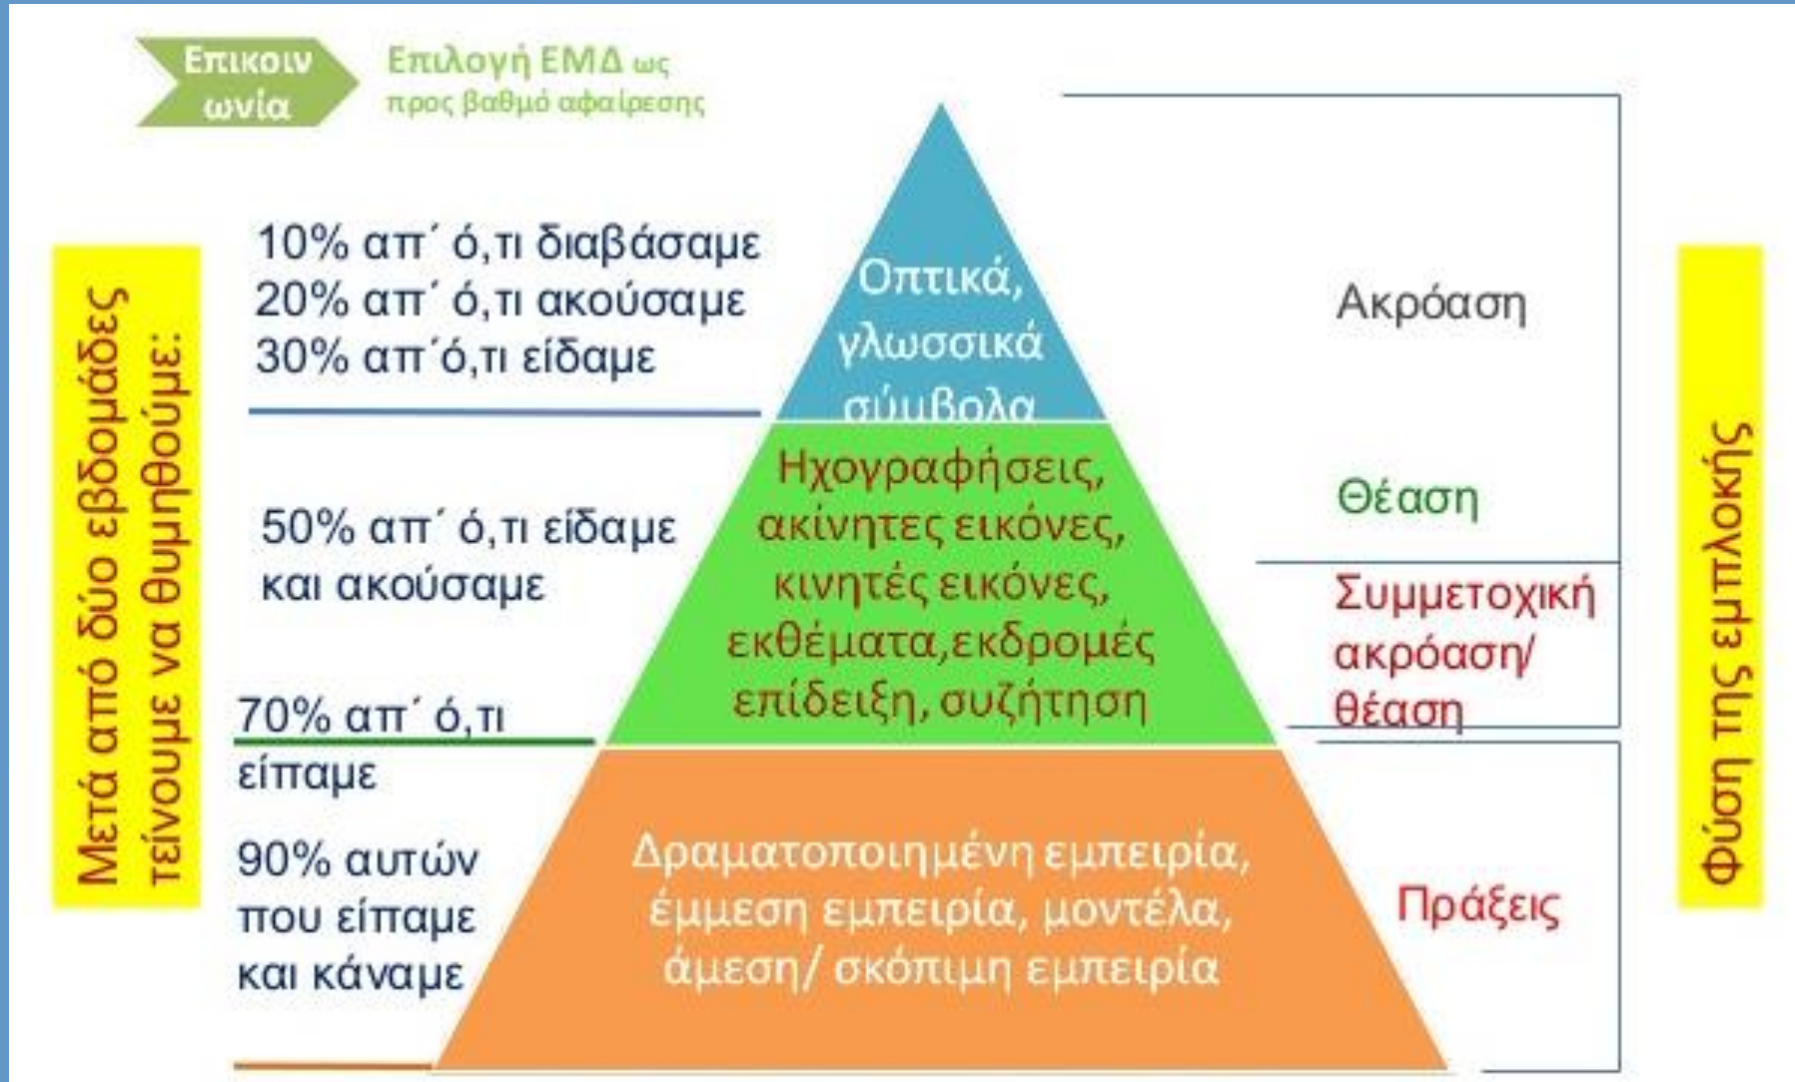 Επικοιν
ωνία
Επιλογή ΕΜΔ ως
προς βαθμό αφαίρεσης
Μετά από δύο εβδομάδες
τείνουμε να θυμηθούμε:
10% απ΄ ό,τι διαβάσαμε
20% απ΄ ό,τι ακούσαμε
30% απ΄ό,τι είδαμε
50% απ΄ ό,τι είδαμε
και ακούσαμε
70% απ΄ ό,τι
είπαμε
90% αυτών
που είπαμε
και κάναμε
Οπτικά,
γλωσσικά
σύμβολα
Ηχογραφήσεις,
ακίνητες εικόνες,
κινητές εικόνες,
εκθέματα,εκδρομές
επίδειξη, συζήτηση
Δραματοποιημένη εμπειρία,
έμμεση εμπειρία, μοντέλα,
άμεση/ σκόπιμη εμπειρία
Ακρόαση
Θέαση
Συμμετοχική
ακρόαση/
θέαση
Πράξεις
Φύση της εμπλοκής